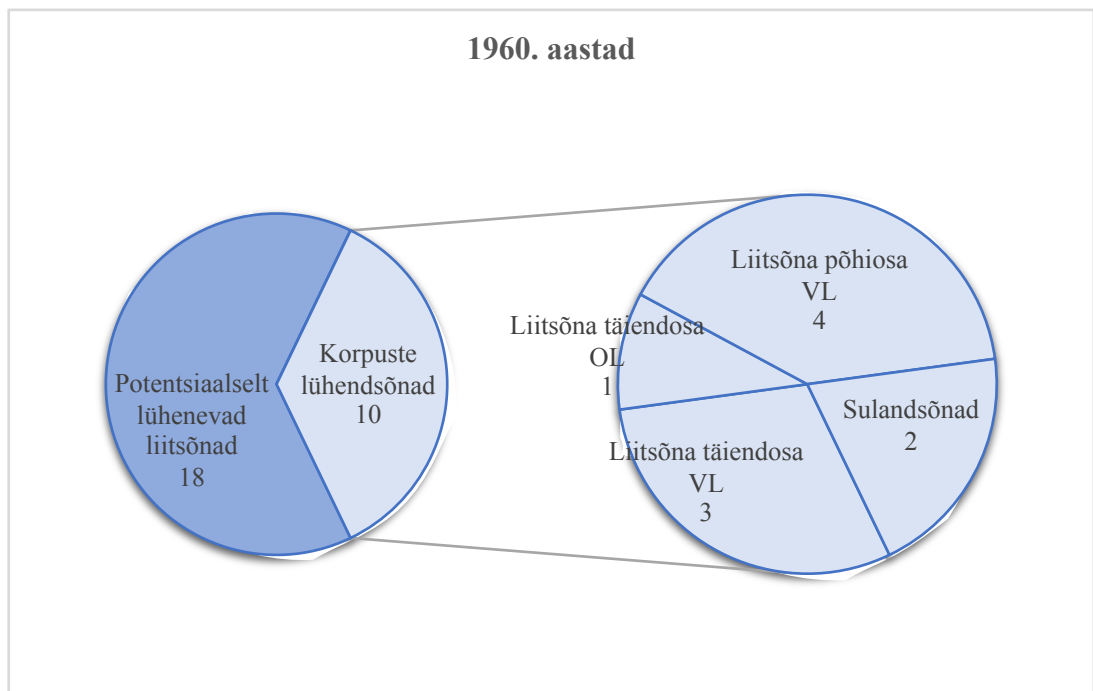 1960. aastad
Potentsiaalselt
lühenevad
liitsõnad
18
Korpuste
lühendsõnad
10
Liitsõna põhiosa
VL
4
Liitsõna täiendosa
OL
1
Sulandsõnad
2
Liitsõna täiendosa
VL
3